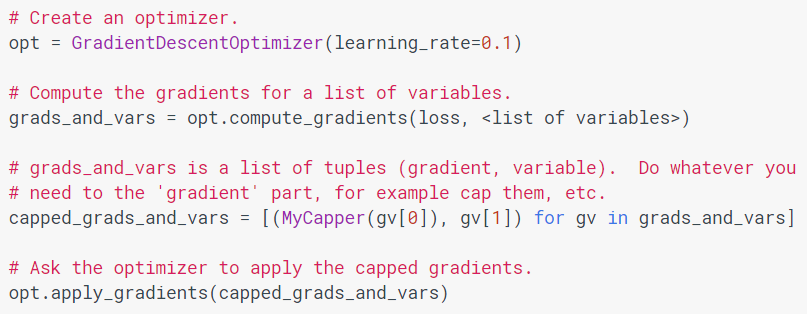 # Create an optimizer.
opt = GradientDescentOptimizer(learning_rate=0.1)
# Compute the gradients for a list of variables.
grads_and_vars = opt.compute_gradients(loss, <list of variables>)
# grads_and_vars is a list of tuples (gradient, variable).  Do whatever you
# need to the 'gradient' part, for example cap them, etc.
capped_grads_and_vars = [(MyCapper(gv[0]), gv[1]) for gv in grads_and_vars]
# Ask the optimizer to apply the capped gradients.
opt.apply_gradients(capped_grads_and_vars)